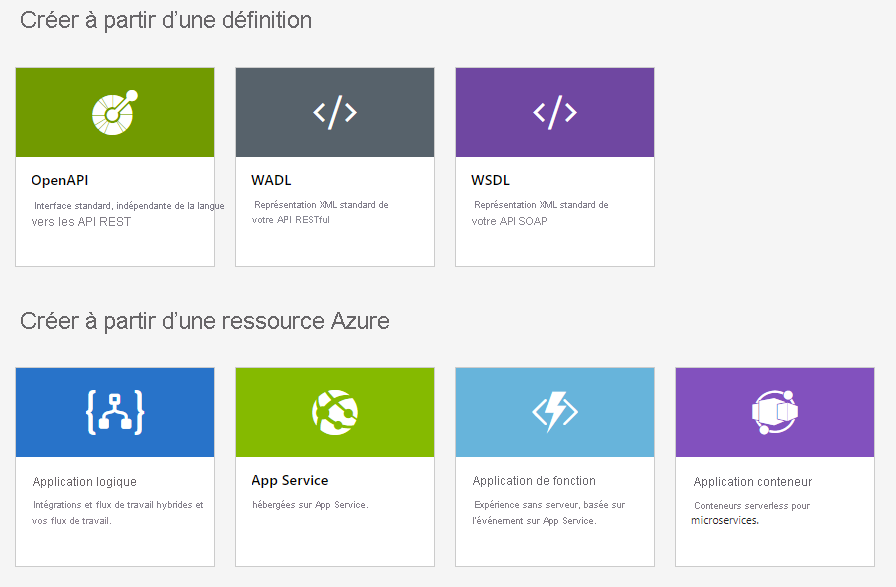 Créer à partir d’une définition
OpenAPI
Interface standard, indépendante de la langue
vers les API REST
WADL
Représentation XML standard de
votre API RESTful
WSDL
Représentation XML standard de
votre API SOAP
Créer à partir d’une ressource Azure
Application logique
Intégrations et flux de travail hybrides et
vos flux de travail.
App Service
hébergées sur App Service.
Application de fonction
Expérience sans serveur, basée sur
l’événement sur App Service.
Application conteneur
Conteneurs serverless pour
microservices.